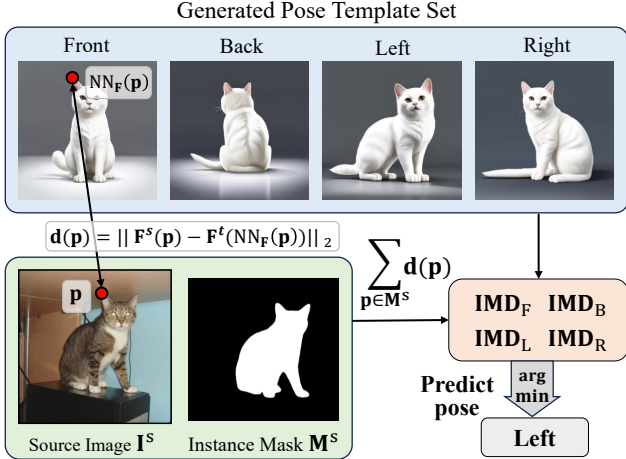 Generated Pose Template Set
Front Back Left Right
NN_F(p)
d(p) = || F^s(p) − F^t(NN_F(p))||_2
p
∑ d(p)
p∈M^S
IMD_F IMD_B
IMD_L IMD_R
Predict
pose
arg
min
Left
Source Image I^S Instance Mask M^S